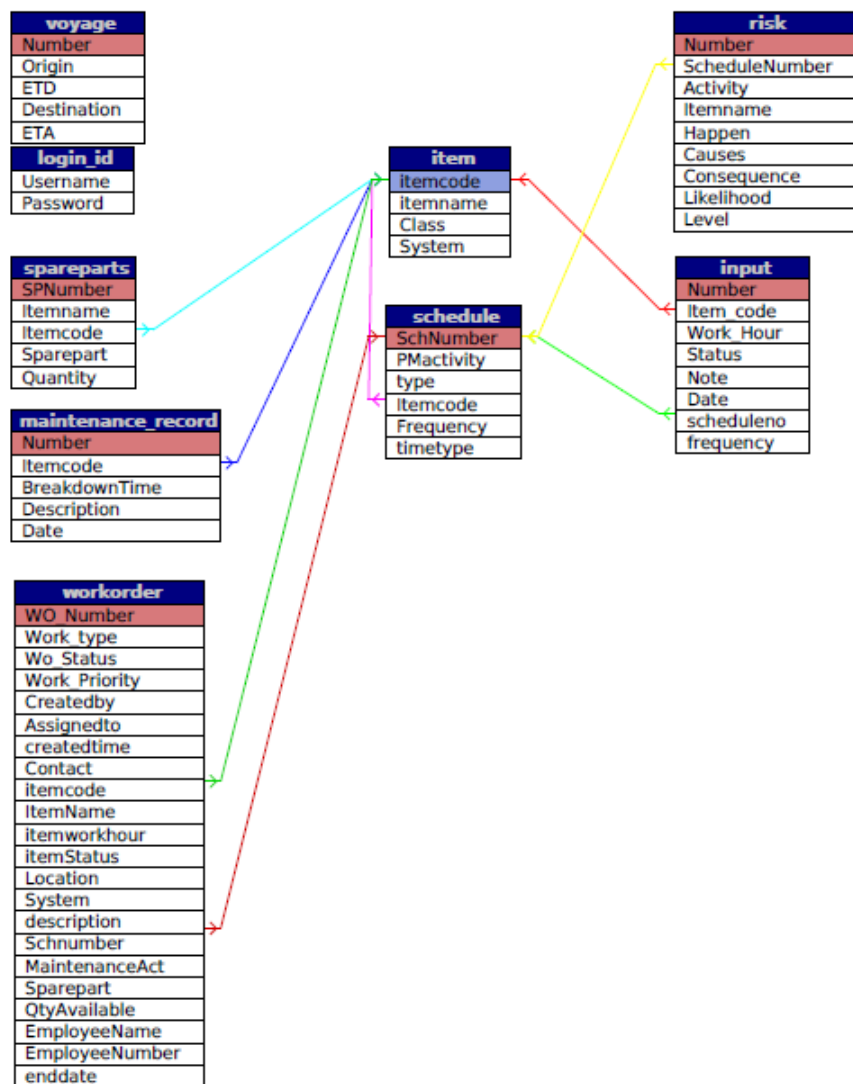 voyage
Number
Origin
ETD
Destination
ETA
login_id
Username
Password
spareparts
SPNumber
Itemname
Itemcode
Sparepart
Quantity
maintenance_record
Number
Itemcode
BreakdownTime
Description
Date
workorder
WO_Number
Work_type
Wo_Status
Work_Priority
Createdby
Assignedto
createdtime
Contact
itemcode
ItemName
itemworkhour
itemStatus
Location
System
description
Schnumber
MaintenanceAct
Sparepart
QtyAvailable
EmployeeName
EmployeeNumber
enddate
item
itemcode
itemname
Class
System
schedule
SchNumber
PMactivity
type
Itemcode
Frequency
timetype
risk
Number
ScheduleNumber
Activity
Itemname
Happen
Causes
Consequence
Likelihood
Level
input
Number
Item_code
Work_Hour
Status
Note
Date
scheduleno
frequency